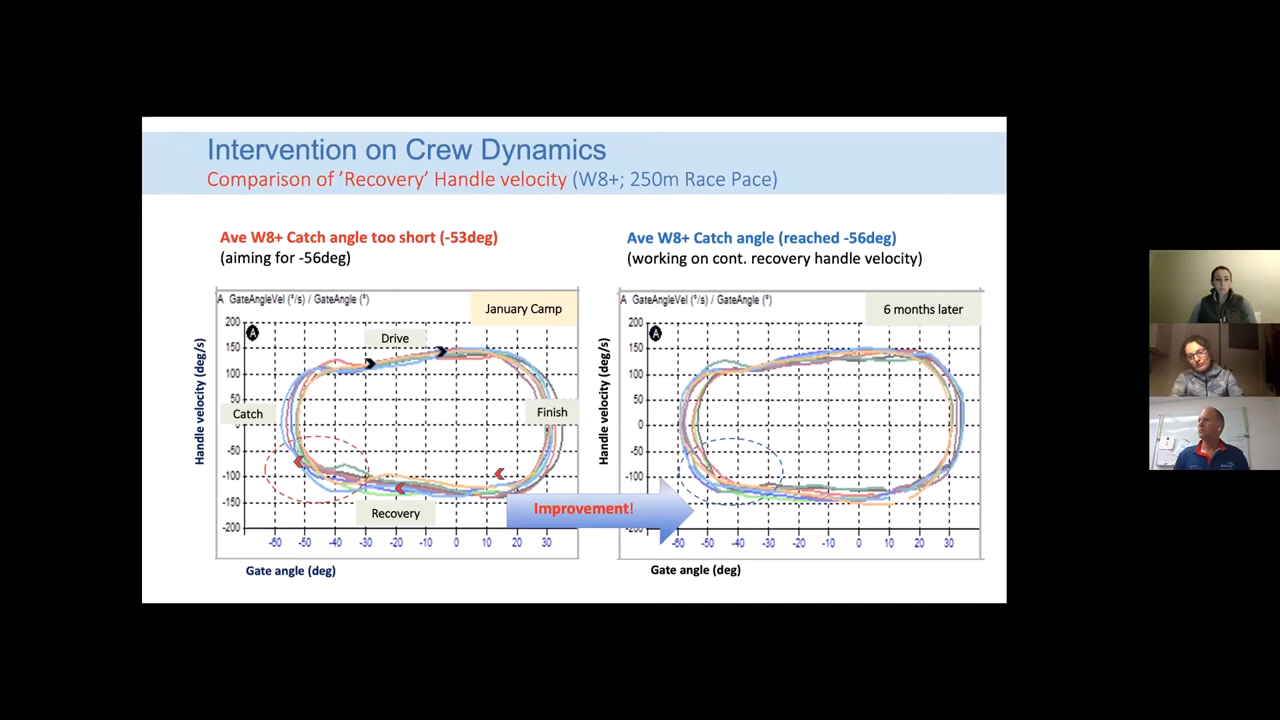 Intervention on Crew Dynamics
Comparison of ’Recovery’ Handle velocity (W8+; 250m Race Pace)
Ave W8+ Catch angle too short (-53deg)
(aiming for -56deg)
A GateAngleVel (°/s) / GateAngle (°)
January Camp
A
200
150
100
50
0
-50
-100
-150
-200
Handle velocity (deg/s)
Drive
Catch
Finish
Recovery
-60 -50 -40 -30 -20 -10 0 10 20 30
Gate angle (deg)
Improvement!
Ave W8+ Catch angle (reached -56deg)
(working on cont. recovery handle velocity)
A GateAngleVel (°/s) / GateAngle (°)
6 months later
A
200
150
100
50
0
-50
-100
Handle velocity (deg/s)
-60 -50 -40 -30 -20 -10 0 10 20 30
Gate angle (deg)